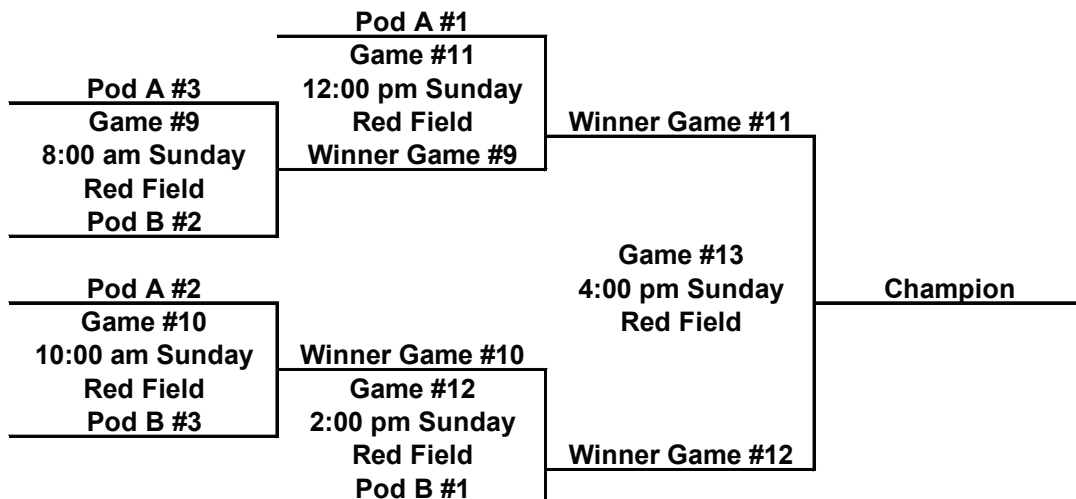 Pod A #1
Game #11
12:00 pm Sunday
Red Field
Winner Game #9
Pod A #3
Game #9
8:00 am Sunday
Red Field
Pod B #2
Winner Game #11
Game #13
4:00 pm Sunday
Red Field
Champion
Pod A #2
Game #10
10:00 am Sunday
Red Field
Pod B #3
Winner Game #10
Game #12
2:00 pm Sunday
Red Field
Pod B #1
Winner Game #12